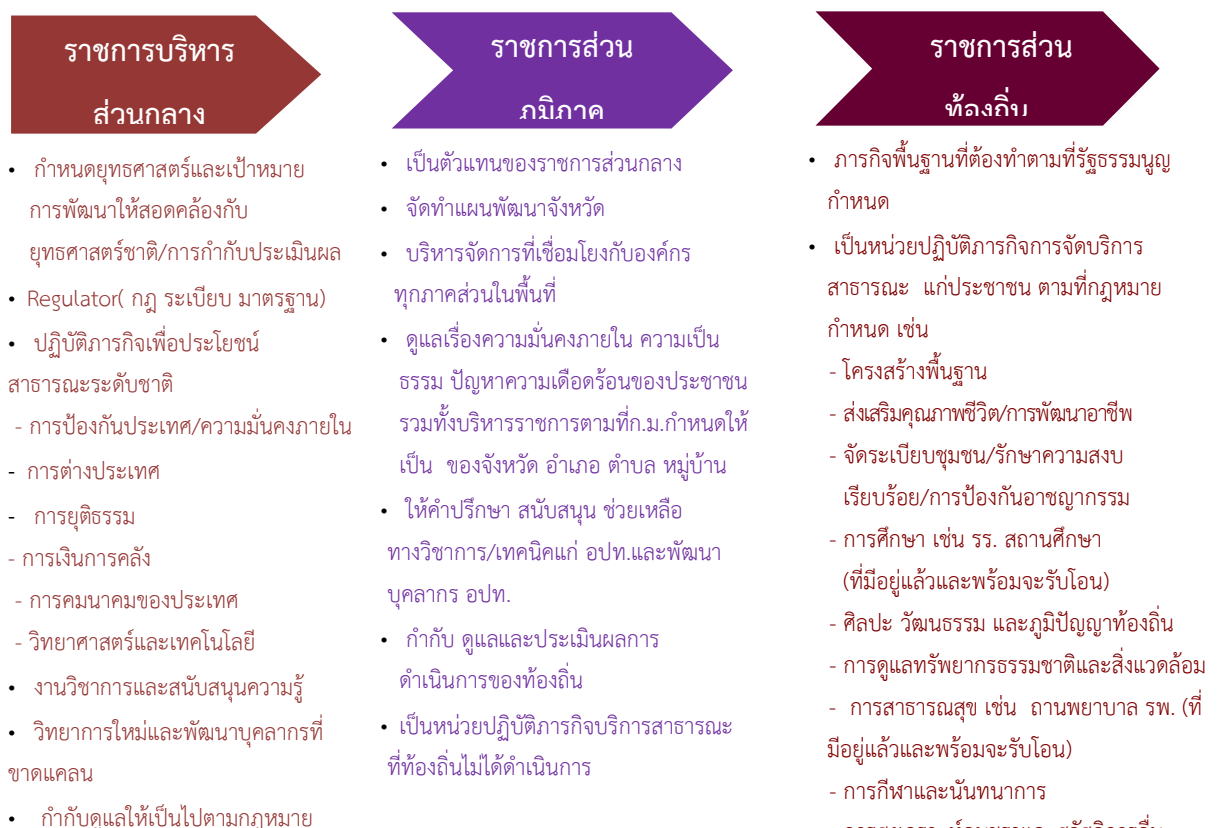 ราชการบริหาร
ส่วนกลาง
• กำหนดยุทธศาสตร์และเป้าหมาย
การพัฒนาให้สอดคล้องกับ
ยุทธศาสตร์ชาติ/การกำกับประเมินผล
• Regulator( กฎ ระเบียบ มาตรฐาน)
• ปฏิบัติภารกิจเพื่อประโยชน์
สาธารณะระดับชาติ
- การป้องกันประเทศ/ความมั่นคงภายใน
- การต่างประเทศ
- การยุติธรรม
- การเงินการคลัง
- การคมนาคมของประเทศ
- วิทยาศาสตร์และเทคโนโลยี
• งานวิชาการและสนับสนุนความรู้
• วิทยาการใหม่และพัฒนาบุคลากรที่
ขาดแคลน
• กำกับดูแลให้เป็นไปตามกฎหมาย
ราชการส่วน
ภูมิภาค
• เป็นตัวแทนของราชการส่วนกลาง
• จัดทำแผนพัฒนาจังหวัด
• บริหารจัดการที่เชื่อมโยงกับองค์กร
ทุกภาคส่วนในพื้นที่
• ดูแลเรื่องความมั่นคงภายใน ความเป็น
ธรรม ปัญหาความเดือดร้อนของประชาชน
รวมทั้งบริหารราชการตามที่ก.ม.กำหนดให้
เป็น ของจังหวัด อำเภอ ตำบล หมู่บ้าน
• ให้คำปรึกษา สนับสนุน ช่วยเหลือ
ทางวิชาการ/เทคนิคแก่ อปท.และพัฒนา
บุคลากร อปท.
• กำกับ ดูแลและประเมินผลการ
ดำเนินการของท้องถิ่น
• เป็นหน่วยปฏิบัติภารกิจบริการสาธารณะ
ที่ท้องถิ่นไม่ได้ดำเนินการ
ราชการส่วน
ท้องถิ่น
• ภารกิจพื้นฐานที่ต้องทำตามที่รัฐธรรมนูญ
กำหนด
• เป็นหน่วยปฏิบัติภารกิจการจัดบริการ
สาธารณะ แก่ประชาชน ตามที่กฎหมาย
กำหนด เช่น
- โครงสร้างพื้นฐาน
- ส่งเสริมคุณภาพชีวิต/การพัฒนาอาชีพ
- จัดระเบียบชุมชน/รักษาความสงบ
เรียบร้อย/การป้องกันอาชญากรรม
- การศึกษา เช่น รร. สถานศึกษา
(ที่มีอยู่แล้วและพร้อมจะรับโอน)
- ศิลปะ วัฒนธรรม และภูมิปัญญาท้องถิ่น
- การดูแลทรัพยากรธรรมชาติและสิ่งแวดล้อม
- การสาธารณสุข เช่น ถานพยาบาล รพ. (ที่
มีอยู่แล้วและพร้อมจะรับโอน)
- การกีฬาและนันทนาการ